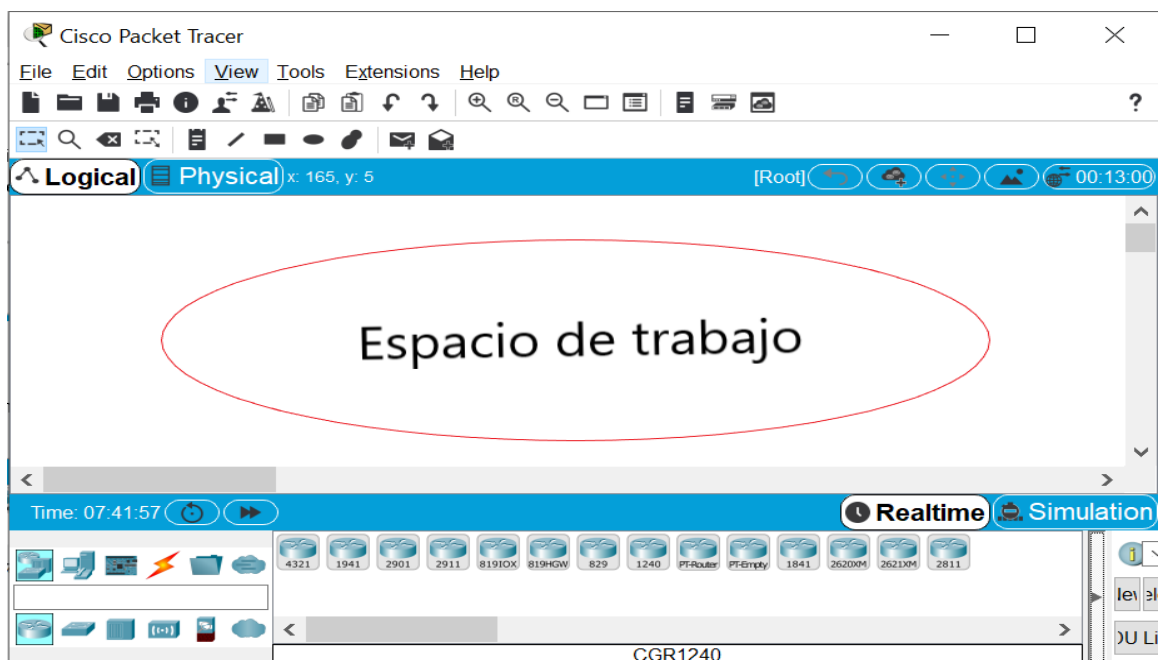 Cisco Packet Tracer
File Edit Options View Tools Extensions Help
?
Logical Physical x: 165, y: 5 [Root] 00:13:00
Espacio de trabajo
Time: 07:41:57 Realtime Simulation
4321 1941 2901 2911 819IOX 819HGW 829 1240 PT-Router PT-Empty 1841 2620XM 2621XM 2811
CGR1240